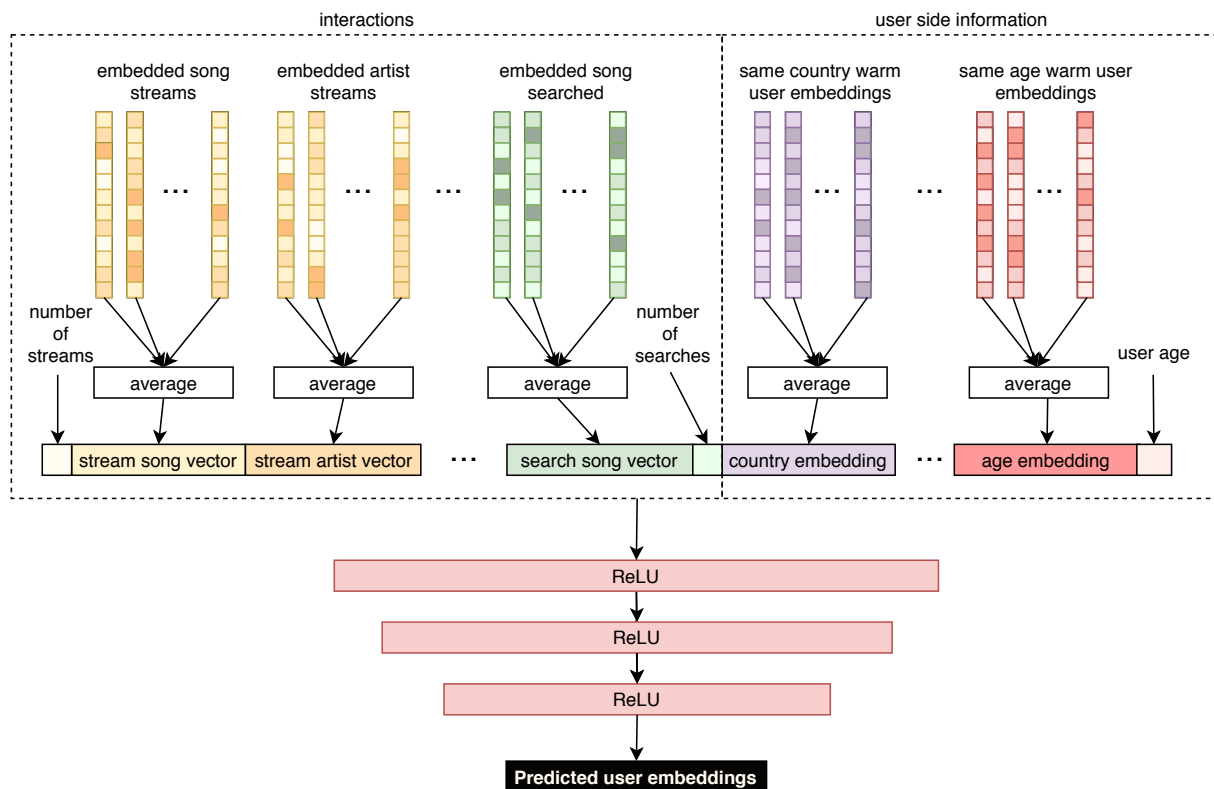 interactions
user side information
embedded song
streams
embedded artist
streams
embedded song
searched
same country warm
user embeddings
same age warm user
embeddings
...
...
...
...
...
...
...
number
of
streams
number
of
searches
user age
average
average
average
average
average
stream song vector
stream artist vector
...
search song vector
country embedding
...
age embedding
ReLU
ReLU
ReLU
Predicted user embeddings